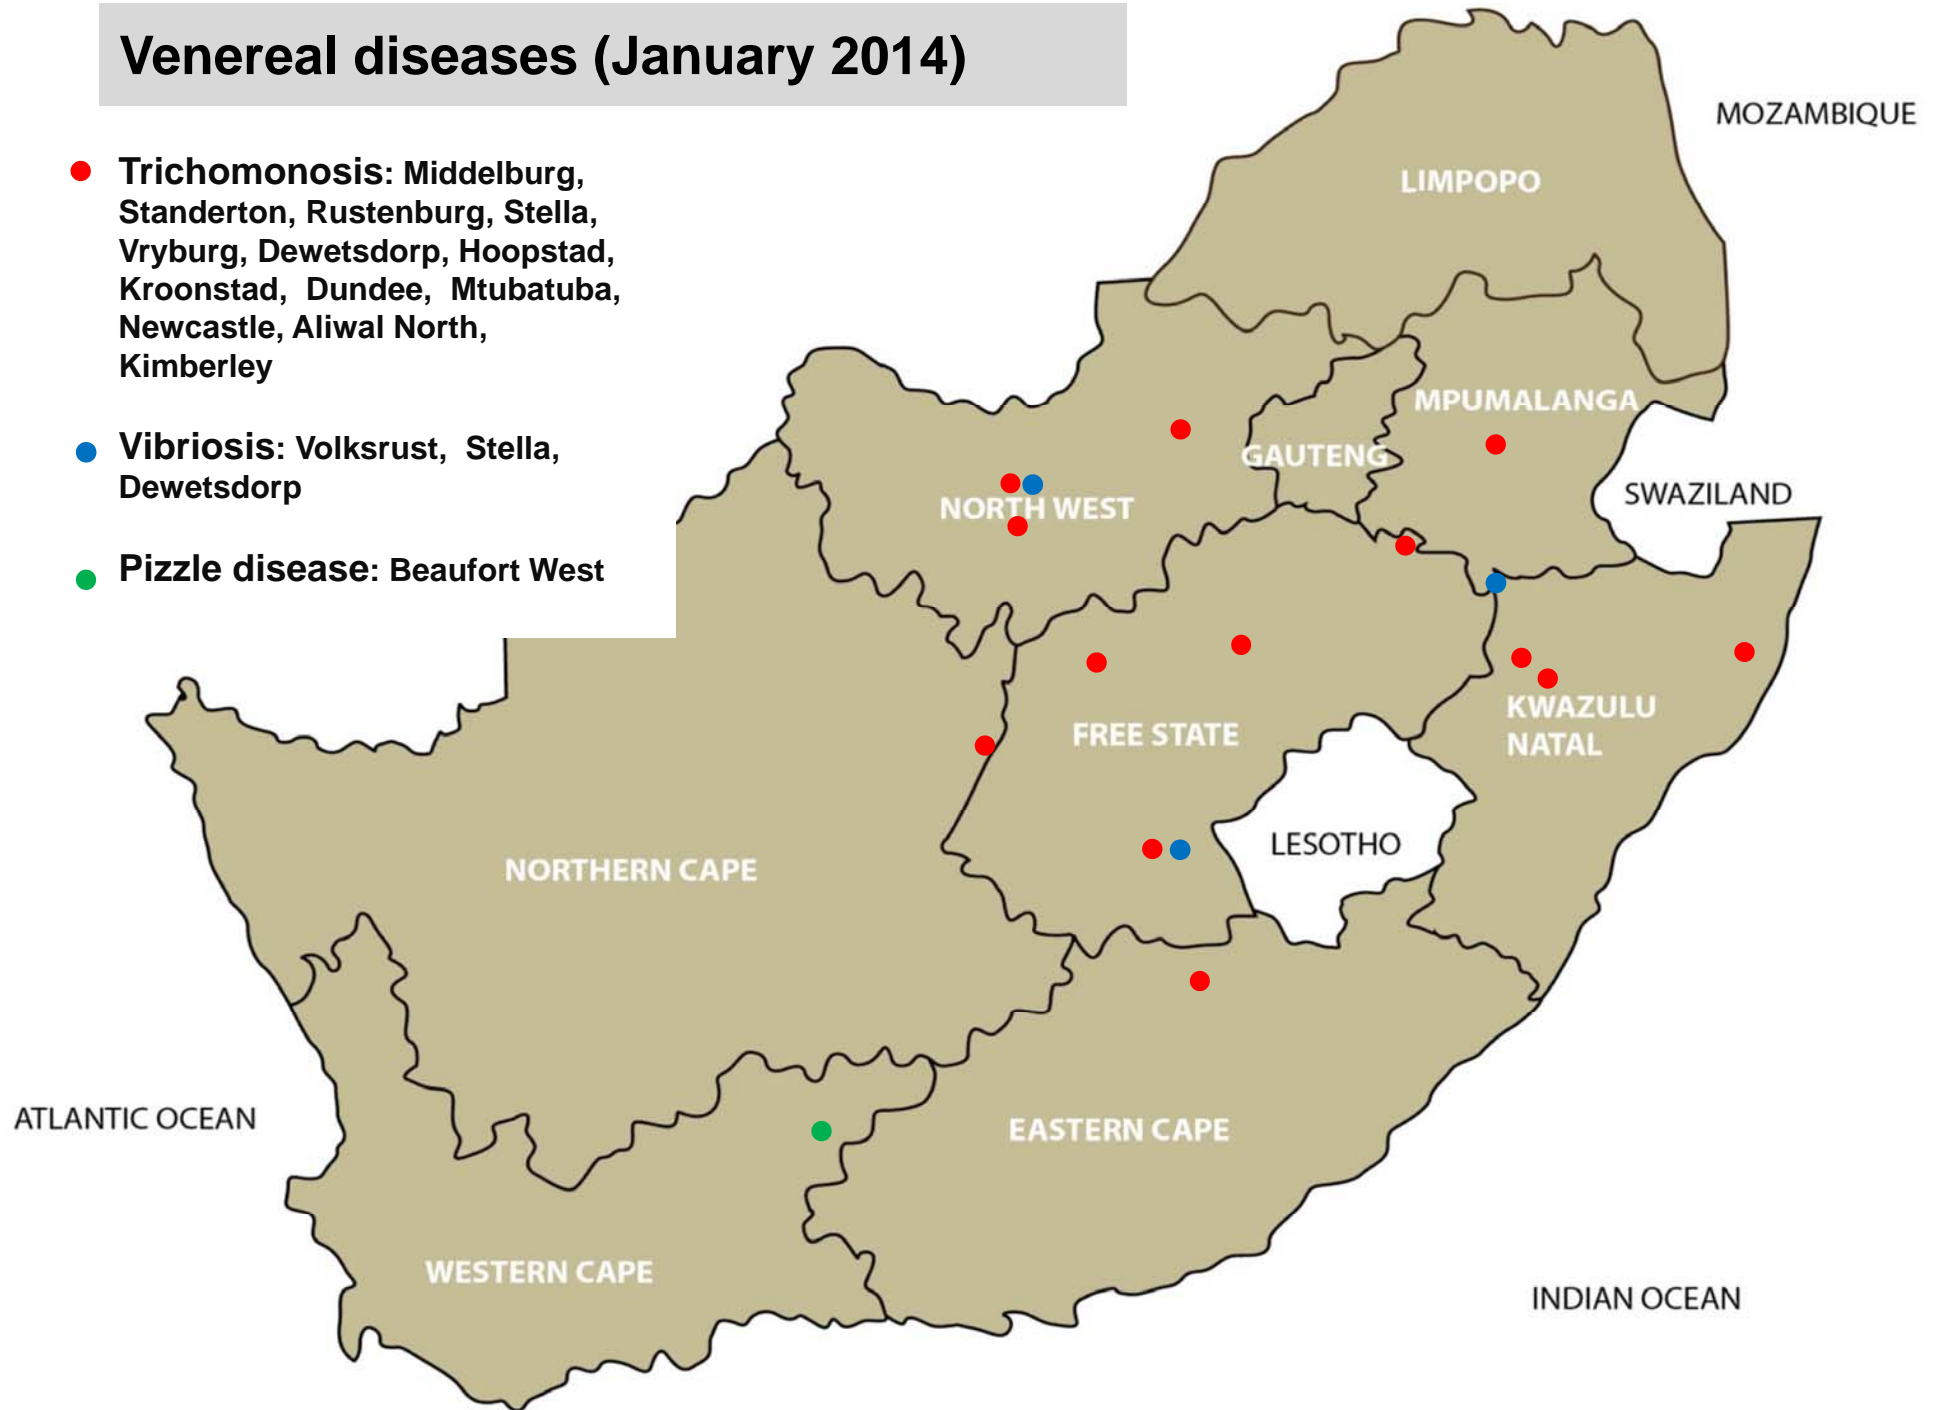 Venereal diseases (January 2014)
Trichomonosis: Middelburg,
Standerton, Rustenburg, Stella,
Vryburg, Dewetsdorp, Hoopstad,
Kroonstad, Dundee, Mtubatuba,
Newcastle, Aliwal North,
Kimberley
Vibriosis: Volksrust, Stella,
Dewetsdorp
Pizzle disease: Beaufort West
MOZAMBIQUE
LIMPOPO
MPUMALANGA
GAUTENG
SWAZILAND
NORTH WEST
KWAZULU
NATAL
FREE STATE
LESOTHO
NORTHERN CAPE
ATLANTIC OCEAN
EASTERN CAPE
WESTERN CAPE
INDIAN OCEAN